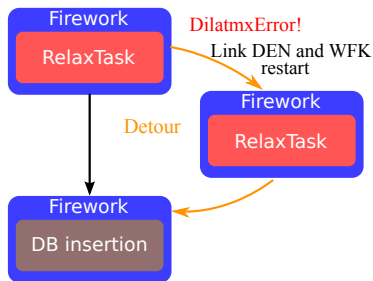 Firework
RelaxTask
DilatmxError!
Link DEN and WFK
restart
Firework
RelaxTask
Detour
Firework
DB insertion